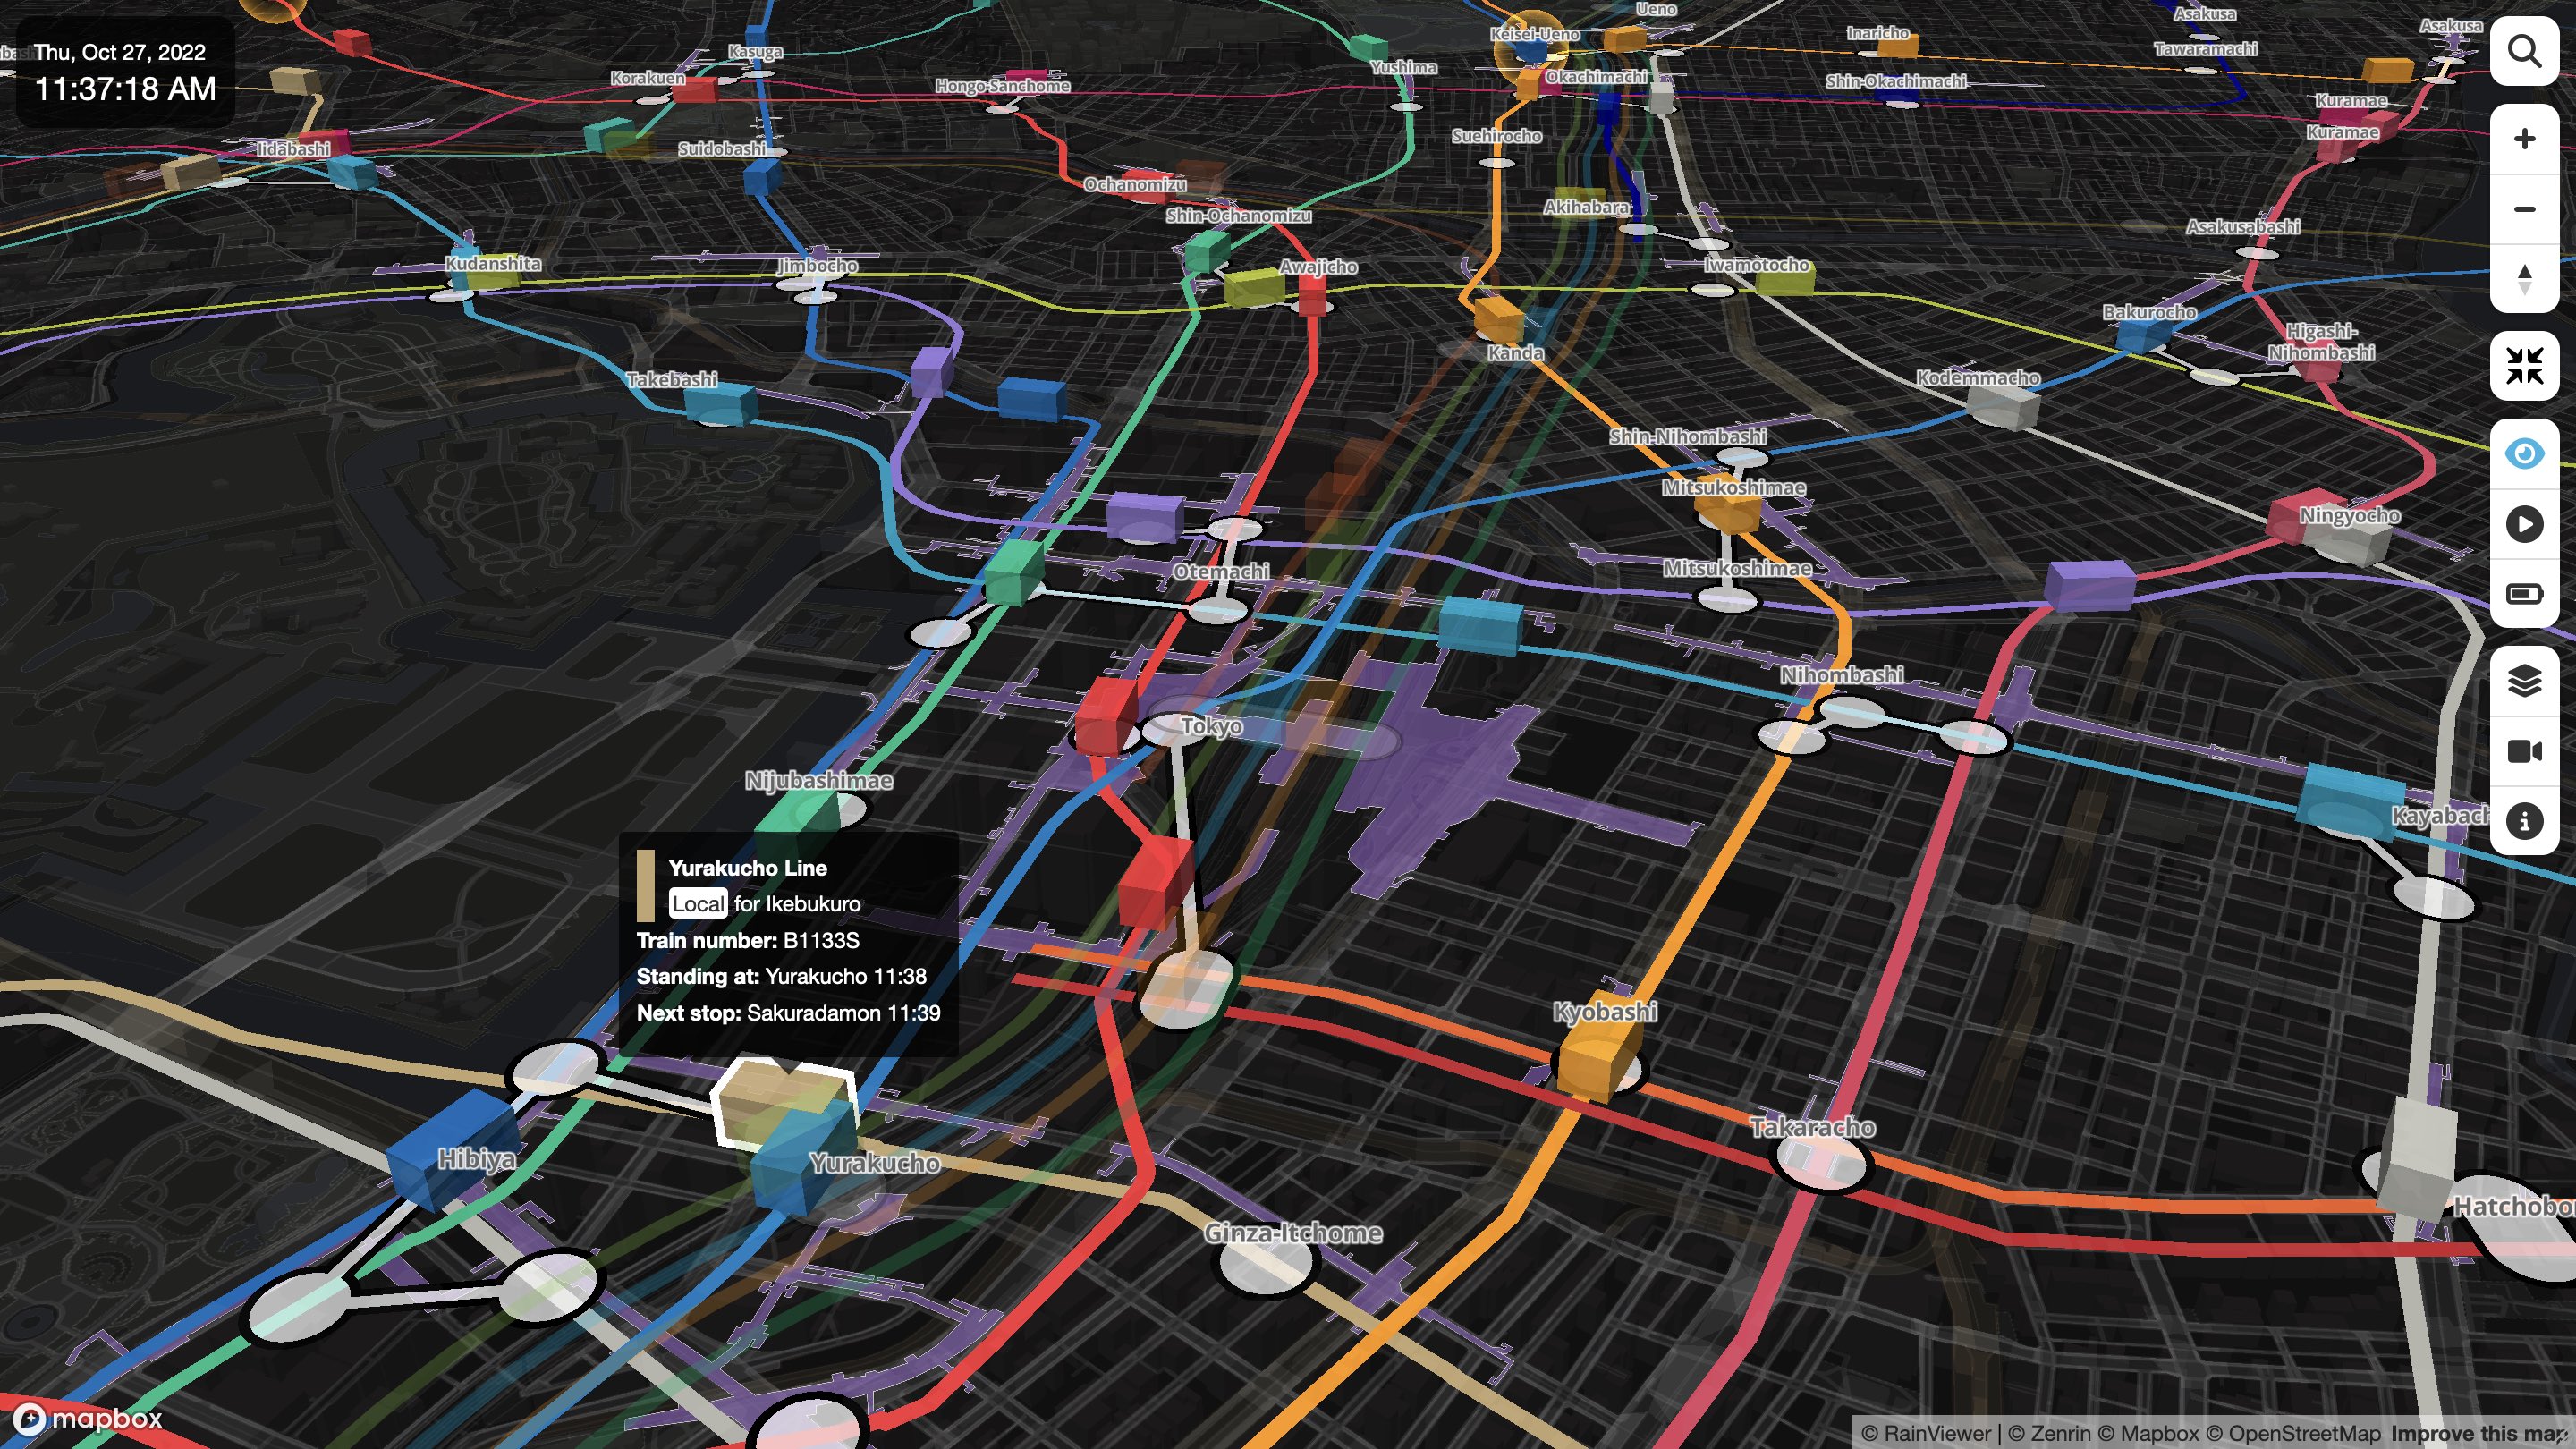 Thu, Oct 27, 2022
11:37:18 AM
Kasuga
Korakuen
Hongo-Sanchome
Yushima
Keisei-Ueno
Ueno
Okachimachi
Inaricho
Shin-Okachimachi
Asakusa
Tawaramachi
Asakusa
Kuramae
Kuramae
Iidabashi
Suidobashi
Suehirocho
Ochanomizu
Shin-Ochanomizu
Akihabara
Asakusabashi
Kudanshita
Jimbocho
Awajicho
Iwamotocho
Bakurocho
Higashi-
Nihombashi
Kanda
Takebashi
Kodemmacho
Shin-Nihombashi
Mitsukoshimae
Ningyocho
Otemachi
Mitsukoshimae
Nihombashi
Tokyo
Nijubashimae
Kayabach
Yurakucho Line
Local for Ikebukuro
Train number: B1133S
Standing at: Yurakucho 11:38
Next stop: Sakuradamon 11:39
Kyobashi
Takaracho
Hibiya
Yurakucho
Hatchobo
Ginza-Itchome
mapbox
© RainViewer | © Zenrin © Mapbox © OpenStreetMap Improve this map